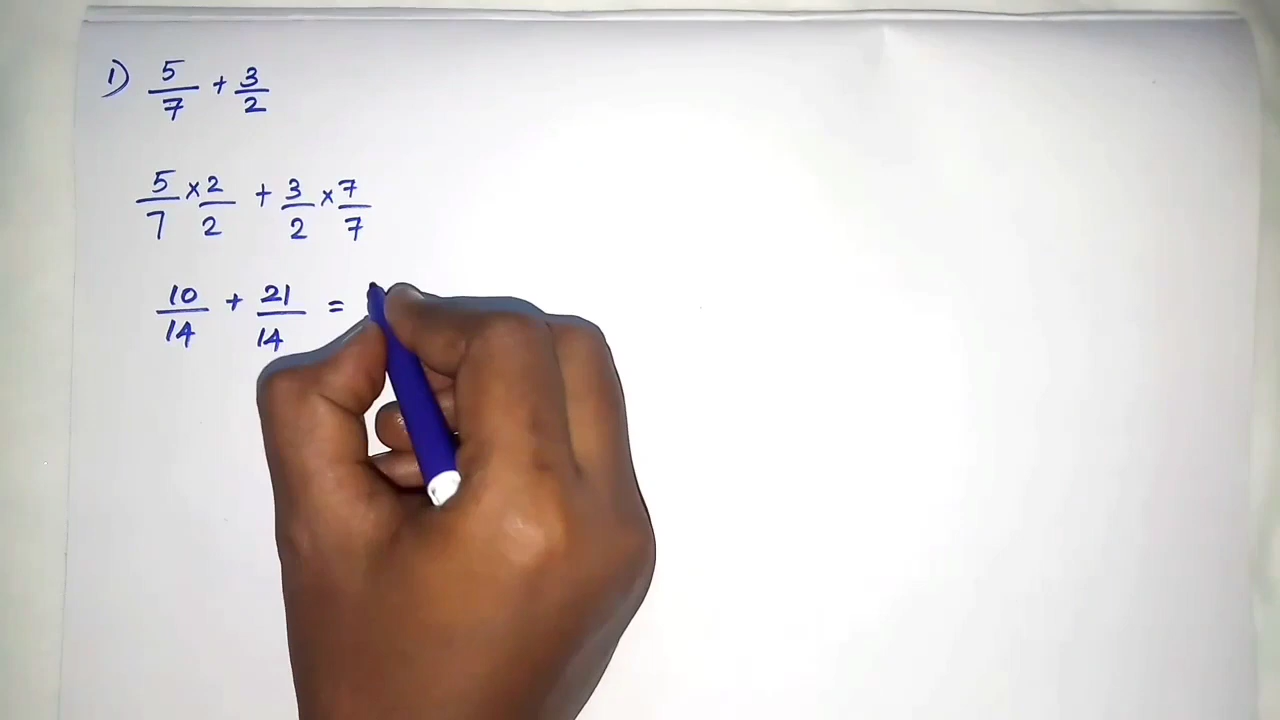 1) 5/7 + 3/2
5/7 × 2/2 + 3/2 × 7/7
10/14 + 21/14 =